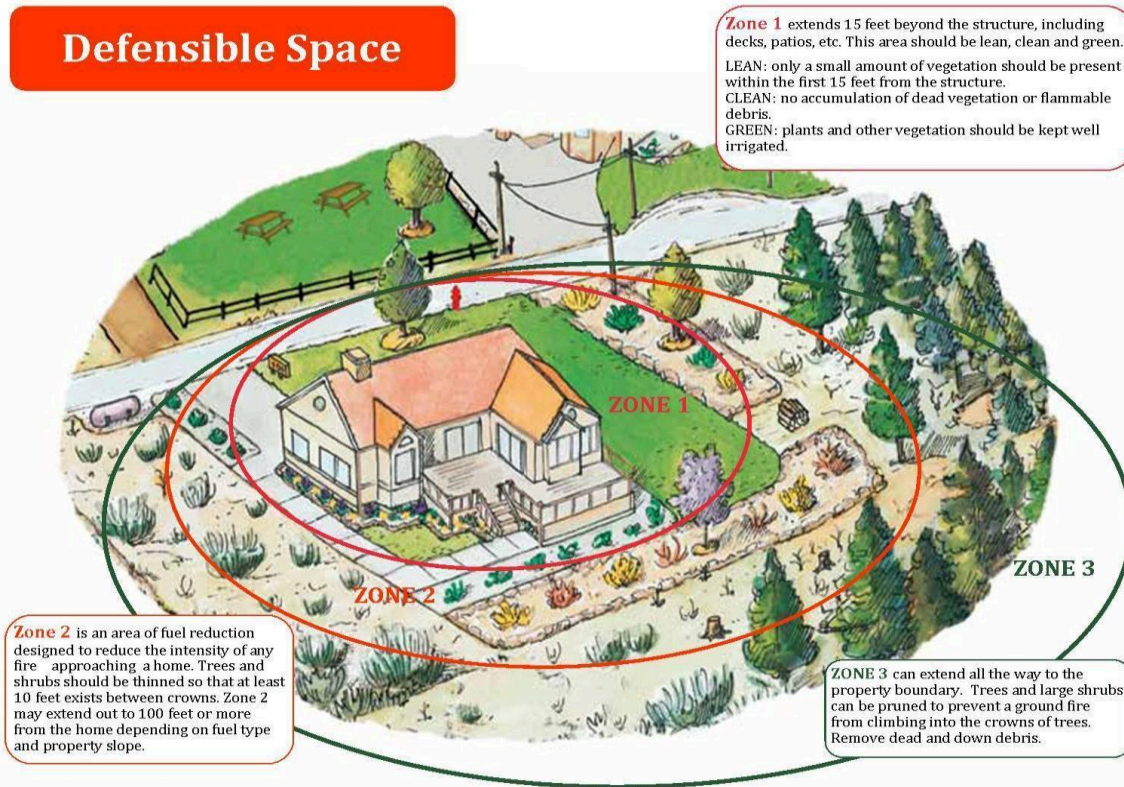 Defensible Space
Zone 1 extends 15 feet beyond the structure, including
decks, patios, etc. This area should be lean, clean and green.
LEAN: only a small amount of vegetation should be present
within the first 15 feet from the structure.
CLEAN: no accumulation of dead vegetation or flammable
debris.
GREEN: plants and other vegetation should be kept well
irrigated.
ZONE 1
ZONE 2
ZONE 3
Zone 2 is an area of fuel reduction
designed to reduce the intensity of any
fire approaching a home. Trees and
shrubs should be thinned so that at least
10 feet exists between crowns. Zone 2
may extend out to 100 feet or more
from the home depending on fuel type
and property slope.
ZONE 3 can extend all the way to the
property boundary. Trees and large shrubs
can be pruned to prevent a ground fire
from climbing into the crowns of trees.
Remove dead and down debris.